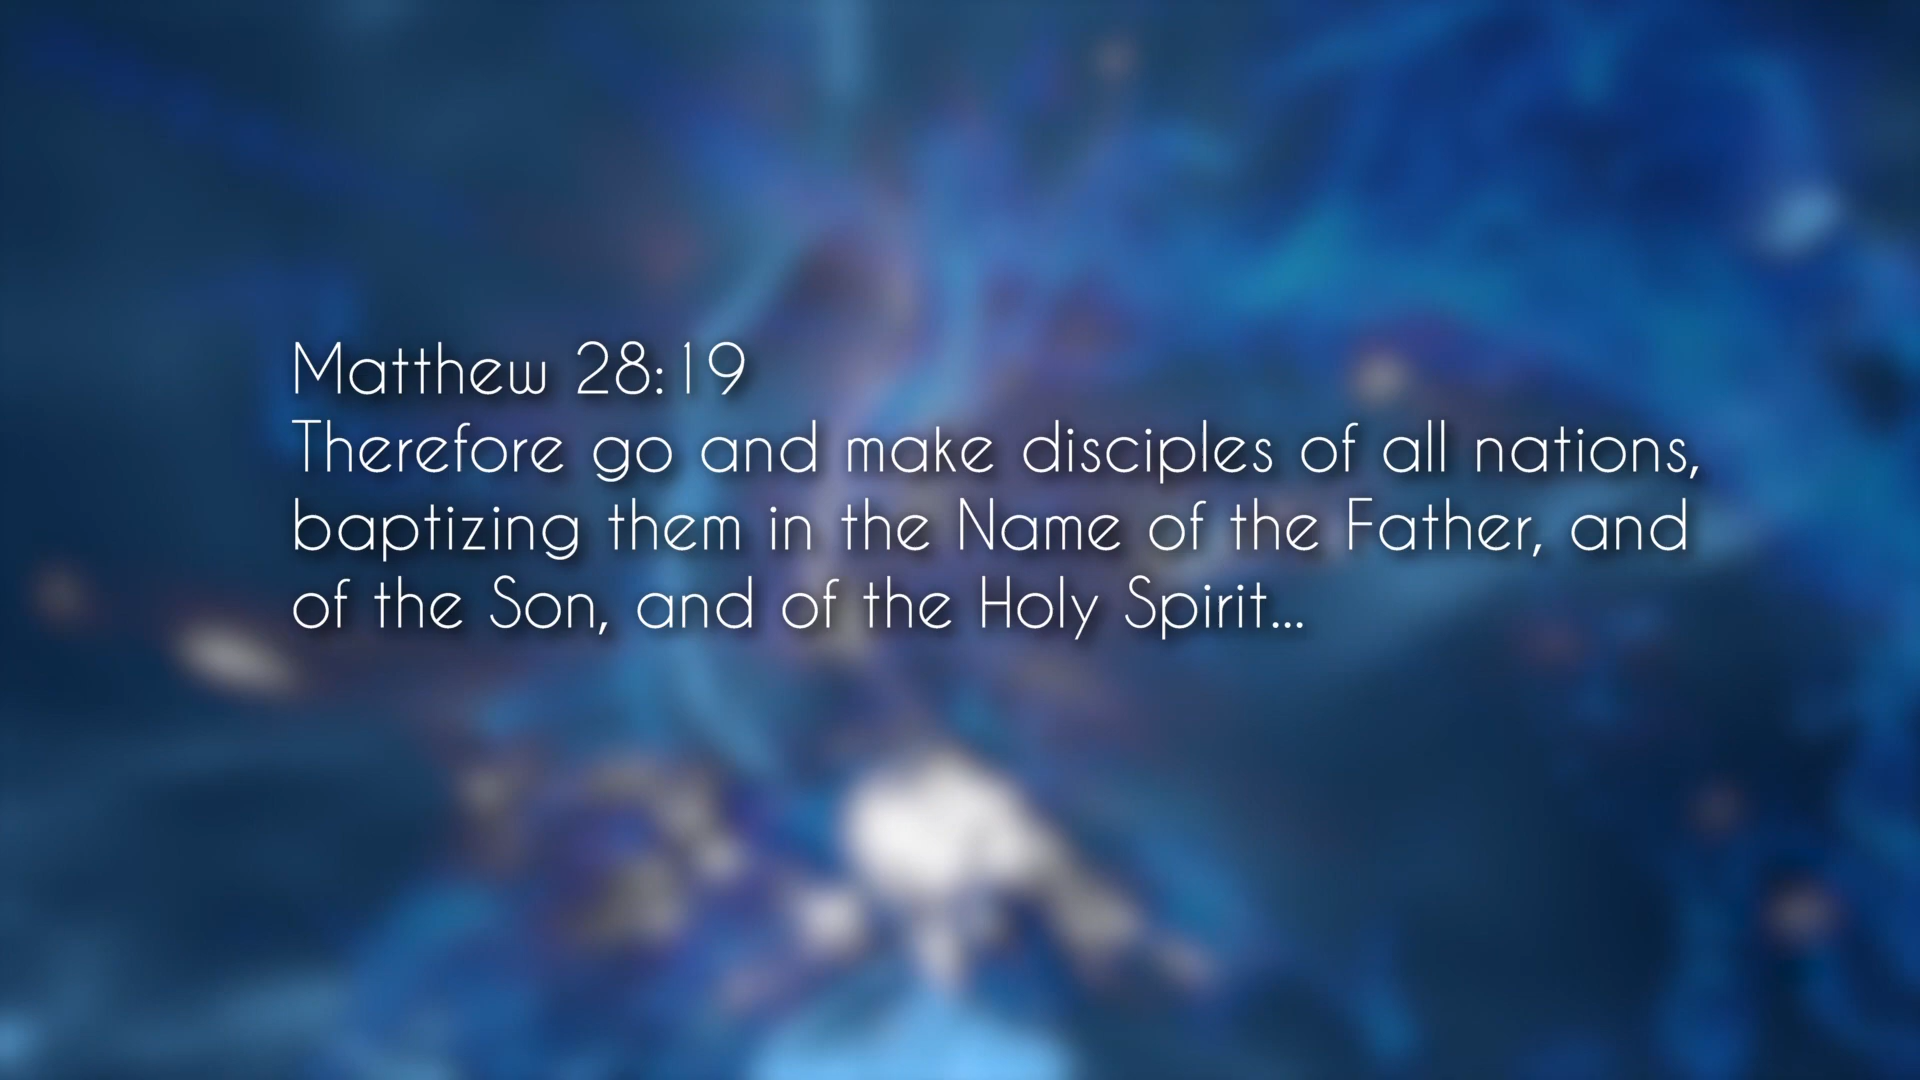 Matthew 28:19
Therefore go and make disciples of all nations,
baptizing them in the Name of the Father, and
of the Son, and of the Holy Spirit...